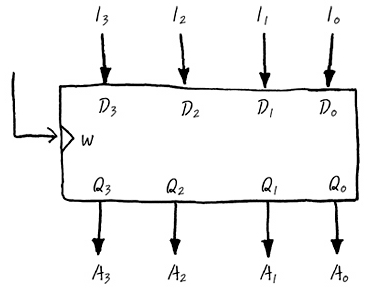 I₃ I₂ I₁ I₀
D₃ D₂ D₁ D₀
W
Q₃ Q₂ Q₁ Q₀
A₃ A₂ A₁ A₀